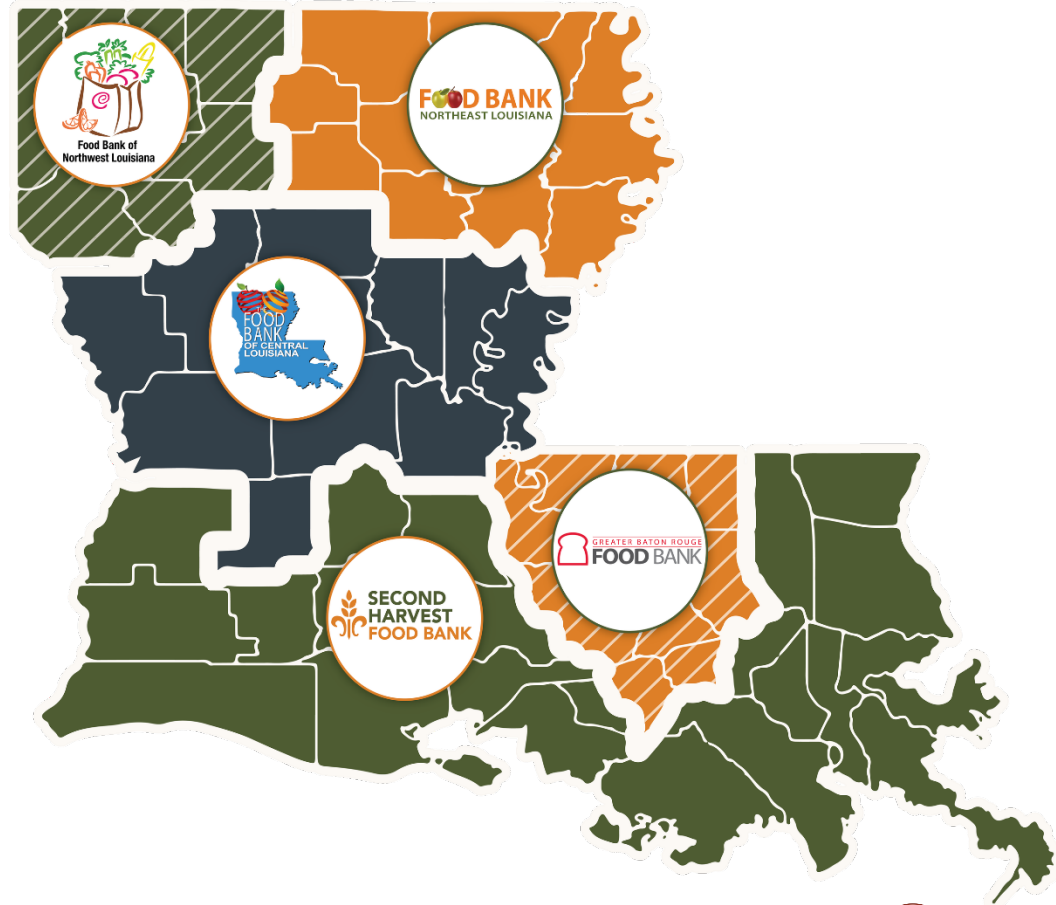 Food Bank of
Northwest Louisiana
FOOD BANK
NORTHEAST LOUISIANA
FOOD
BANK
OF CENTRAL
LOUISIANA
GREATER BATON ROUGE
FOOD BANK
SECOND
HARVEST
FOOD BANK